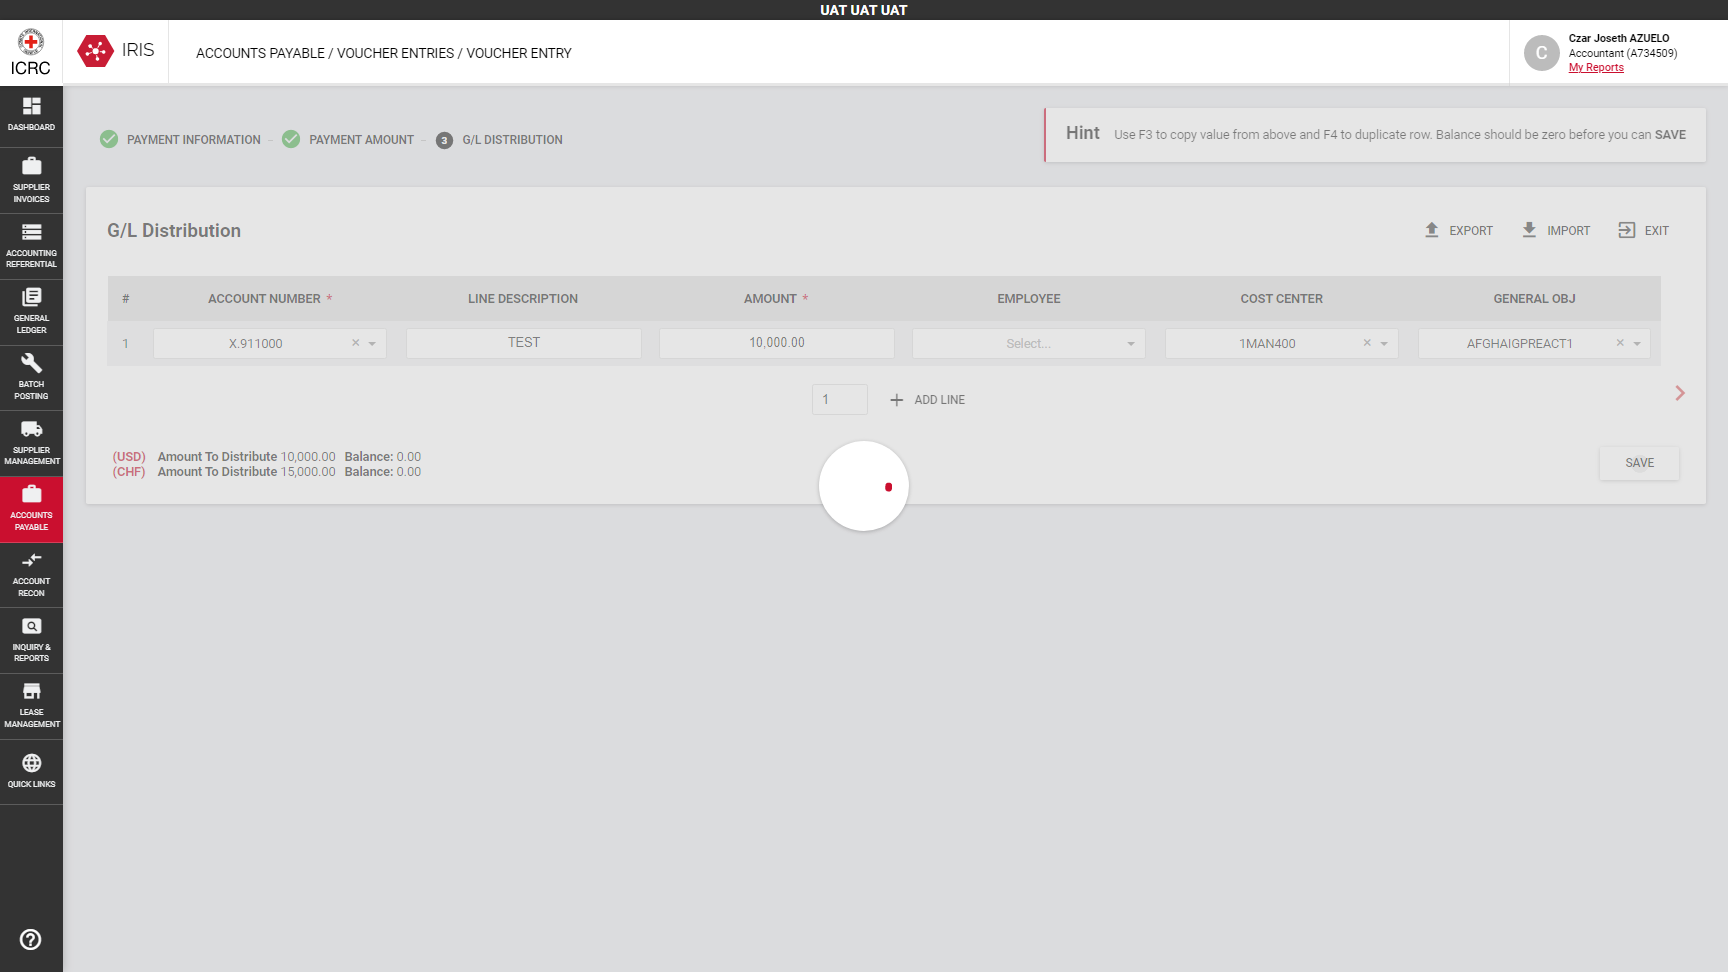 UAT UAT UAT
ICRC
IRIS
ACCOUNTS PAYABLE / VOUCHER ENTRIES / VOUCHER ENTRY
C
Czar Joseth AZUELO
Accountant (A734509)
My Reports
DASHBOARD
SUPPLIER
INVOICES
ACCOUNTING
REFERENTIAL
GENERAL
LEDGER
BATCH
POSTING
SUPPLIER
MANAGEMENT
ACCOUNTS
PAYABLE
ACCOUNT
RECON
INQUIRY &
REPORTS
LEASE
MANAGEMENT
QUICK LINKS
PAYMENT INFORMATION
PAYMENT AMOUNT
3 G/L DISTRIBUTION
Hint Use F3 to copy value from above and F4 to duplicate row. Balance should be zero before you can SAVE
G/L Distribution
EXPORT IMPORT EXIT
# ACCOUNT NUMBER * LINE DESCRIPTION AMOUNT * EMPLOYEE COST CENTER GENERAL OBJ
1 X.911000 × TEST 10,000.00 Select... 1MAN400 × AFGHAIGPREACT1 ×
1 + ADD LINE
(USD) Amount To Distribute 10,000.00 Balance: 0.00
(CHF) Amount To Distribute 15,000.00 Balance: 0.00
SAVE